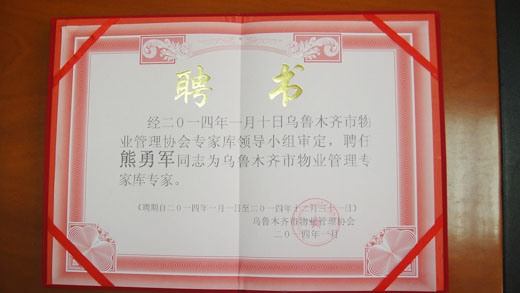 聘书
经二〇一四年一月十日乌鲁木齐市物
业管理协会专家库领导小组审定，聘任
熊勇军同志为乌鲁木齐市物业管理专
家库专家。
（聘期自二〇一四年一月一日至二〇一四年十二月三十一日）
乌鲁木齐市物业管理协会
二〇一四年一月